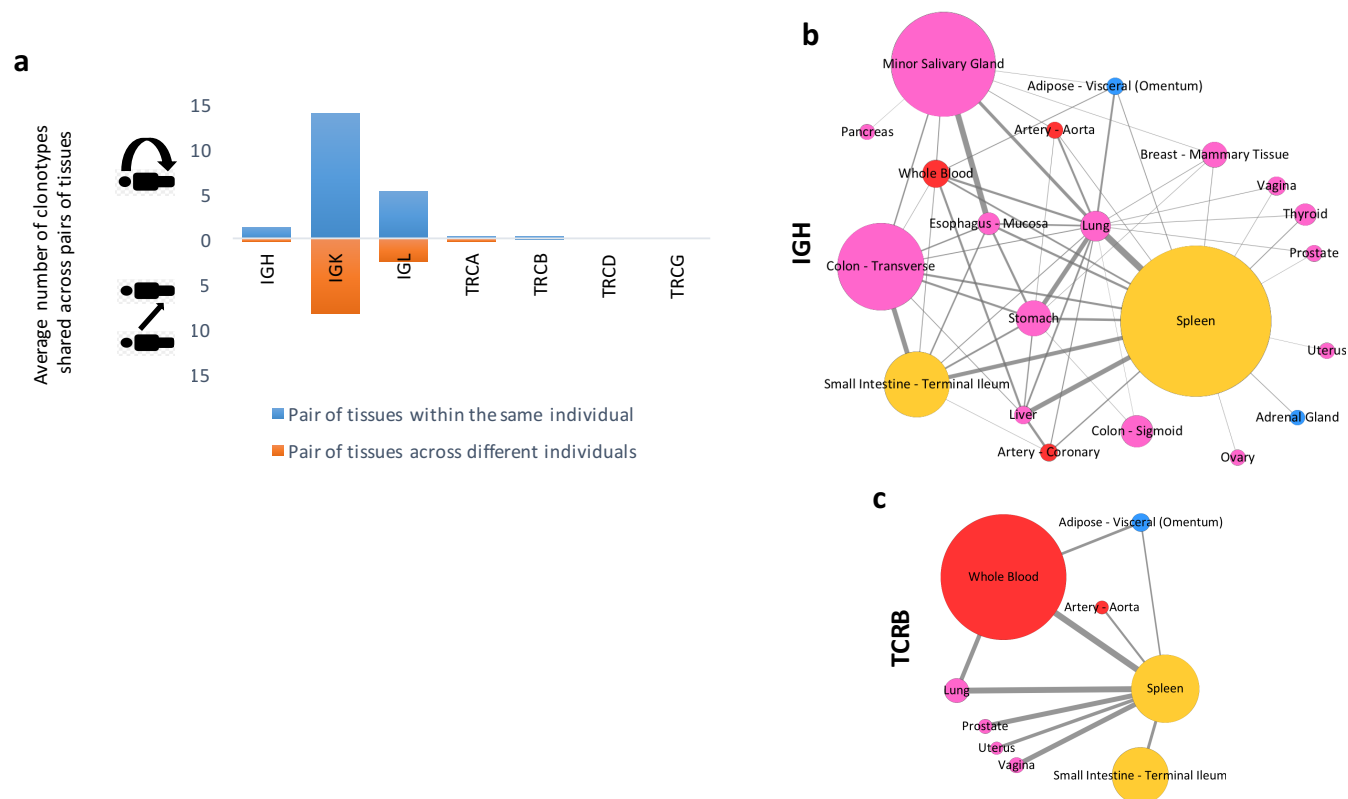 a
Average number of clonotypes
shared across pairs of tissues
15
10
5
0
5
10
15
IGH
IGK
IGL
TRCA
TRCB
TRCD
TRCG
Pair of tissues within the same individual
Pair of tissues across different individuals
b
IGH
Minor Salivary Gland
Adipose - Visceral (Omentum)
Pancreas
Artery - Aorta
Breast - Mammary Tissue
Whole Blood
Vagina
Thyroid
Esophagus - Mucosa
Lung
Prostate
Colon - Transverse
Stomach
Spleen
Uterus
Small Intestine - Terminal Ileum
Liver
Adrenal Gland
Colon - Sigmoid
Artery - Coronary
Ovary
c
TCRB
Adipose - Visceral (Omentum)
Whole Blood
Artery - Aorta
Lung
Spleen
Prostate
Uterus
Vagina
Small Intestine - Terminal Ileum